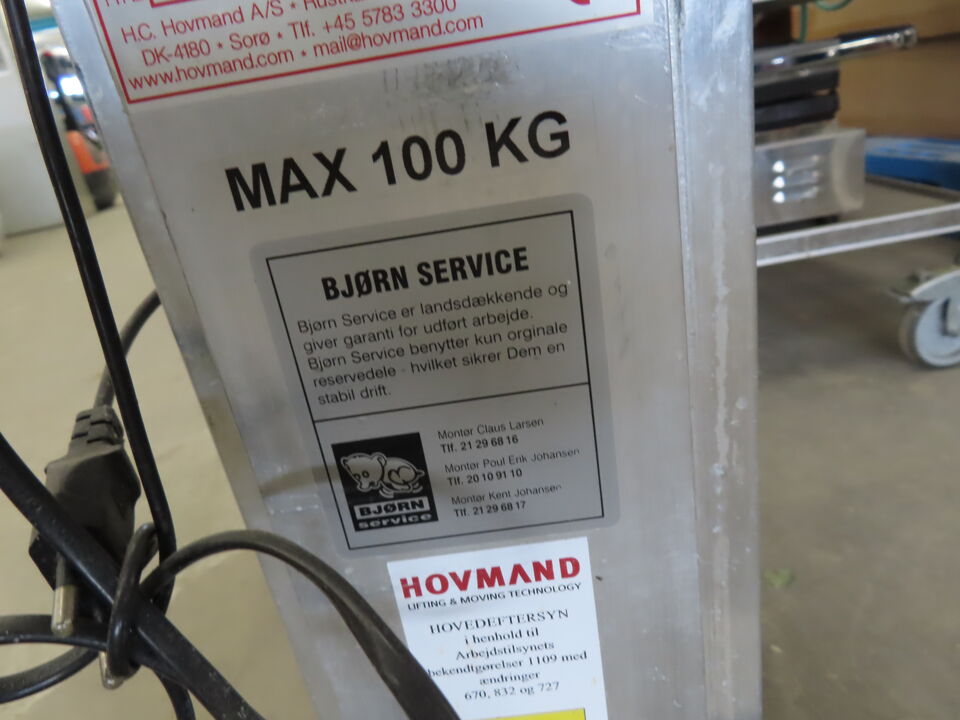 H.C. Hovmand A/S •
DK-4180 • Sorø • Tlf. +45 5783 3300
www.hovmand.com • mail@hovmand.com
MAX 100 KG
BJØRN SERVICE
Bjørn Service er landsdækkende og
giver garanti for udført arbejde.
Bjørn Service benytter kun orginale
reservedele - hvilket sikrer Dem en
stabil drift.
Montør Claus Larsen
Tlf. 21 29 68 16
Montør Poul Erik Johansen
Tlf. 20 10 91 10
Montør Kent Johansen
Tlf. 21 29 68 17
BJØRN
service
HOVMAND
LIFTING & MOVING TECHNOLOGY
HOVEDEFTERSYN
i henhold til
Arbejdstilsynets
bekendtgørelser 1109 med
ændringer
670, 832 og 727